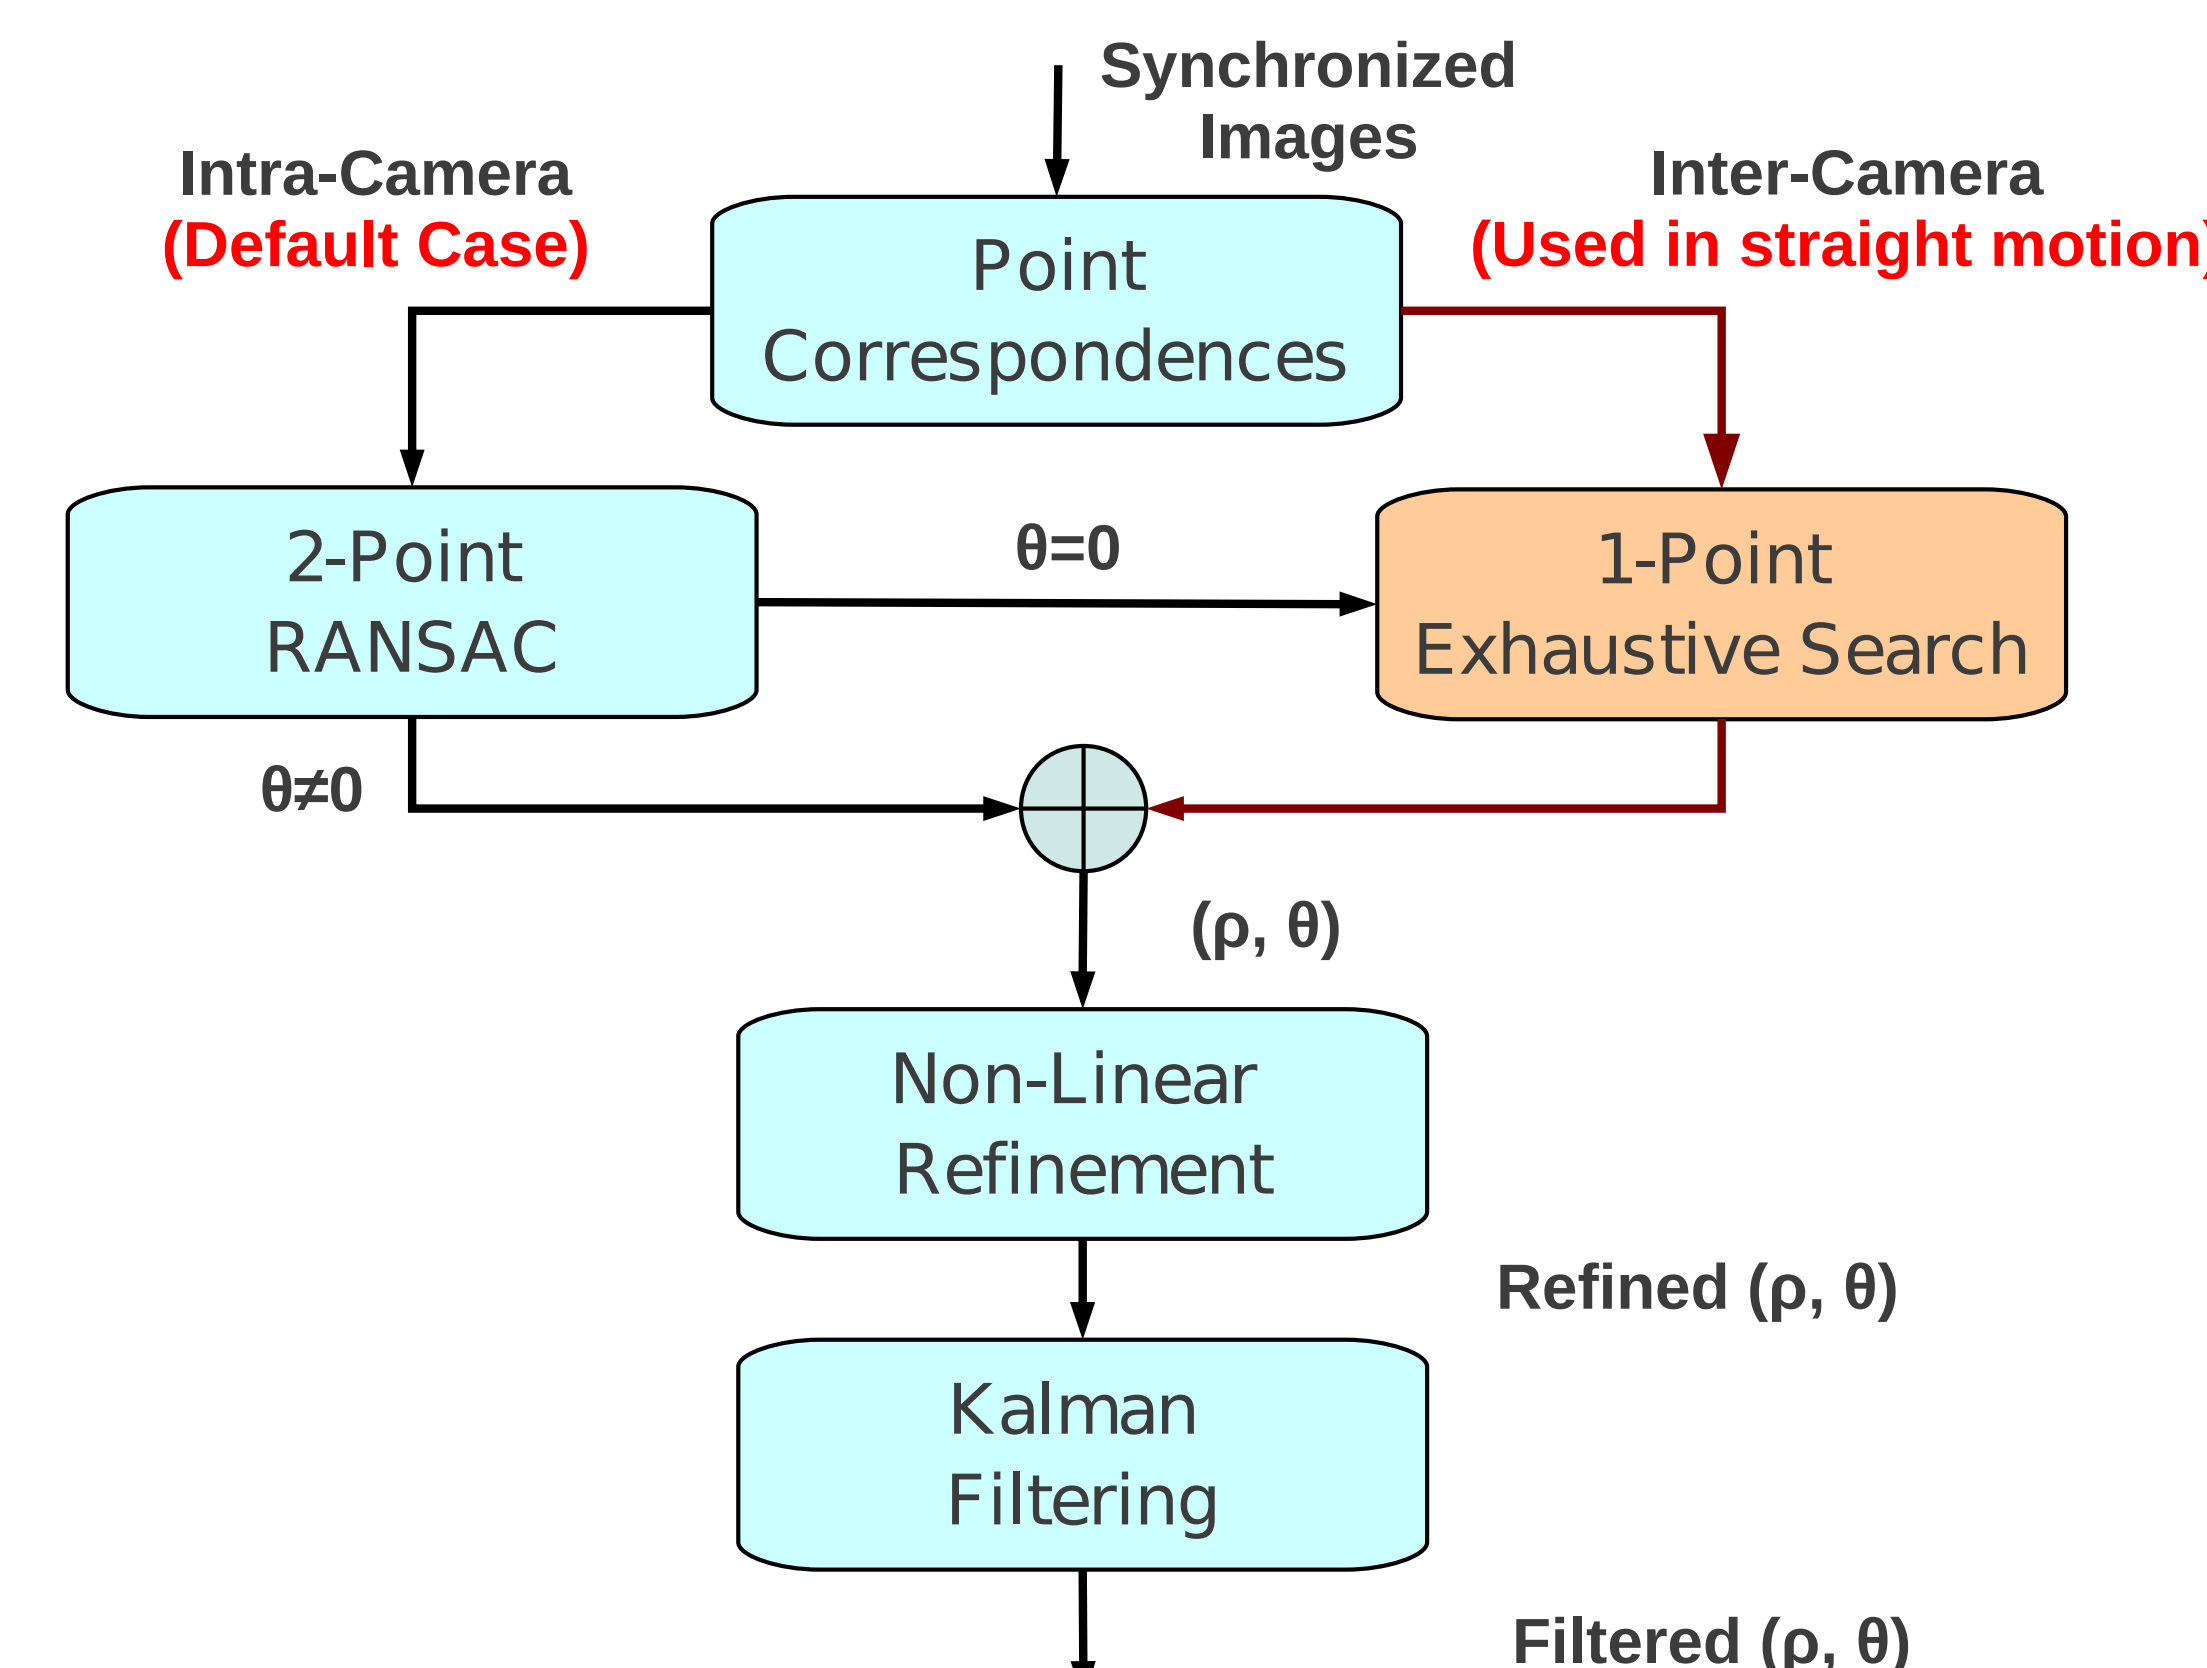 Synchronized
Images
Intra-Camera
(Default Case)
Inter-Camera
(Used in straight motion)
Point
Correspondences
2-Point
RANSAC
θ=0
1-Point
Exhaustive Search
θ≠0
(ρ, θ)
Non-Linear
Refinement
Refined (ρ, θ)
Kalman
Filtering
Filtered (ρ, θ)